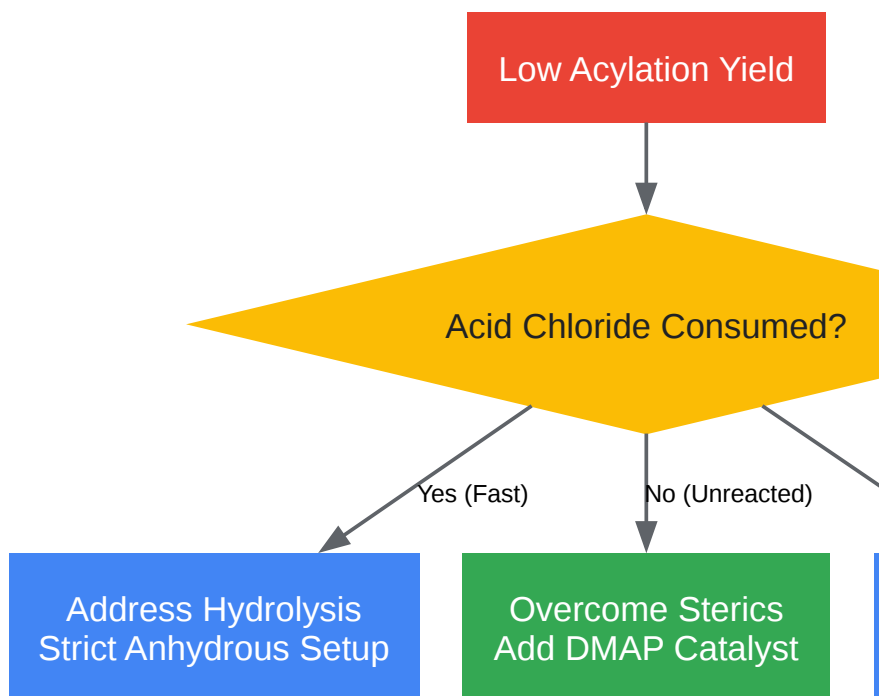 Low Acylation Yield
Acid Chloride Consumed?
Yes (Fast)
No (Unreacted)
Address Hydrolysis
Strict Anhydrous Setup
Overcome Sterics
Add DMAP Catalyst